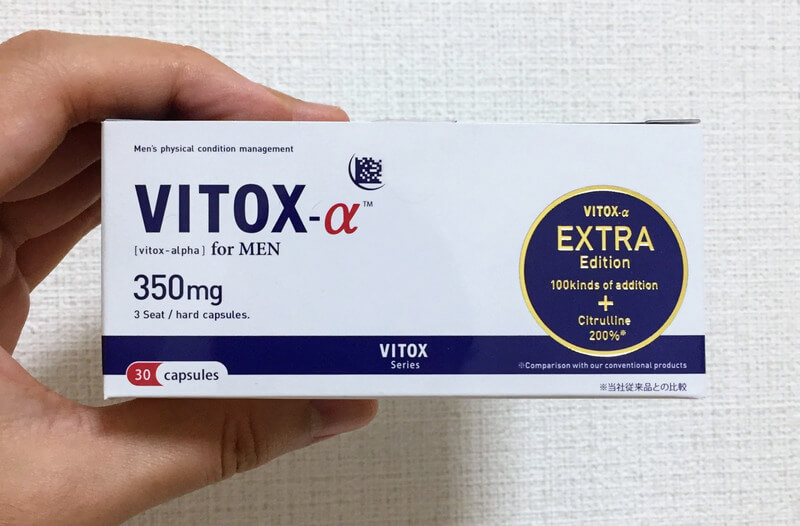 Men's physical condition management
VITOX-α™
[vitox-alpha] for MEN
350mg
3 Seat / hard capsules.
VITOX-α
EXTRA
Edition
100kinds of addition
+
Citrulline
200%※
VITOX
Series
30 capsules
※Comparison with our conventional products
※当社従来品との比較